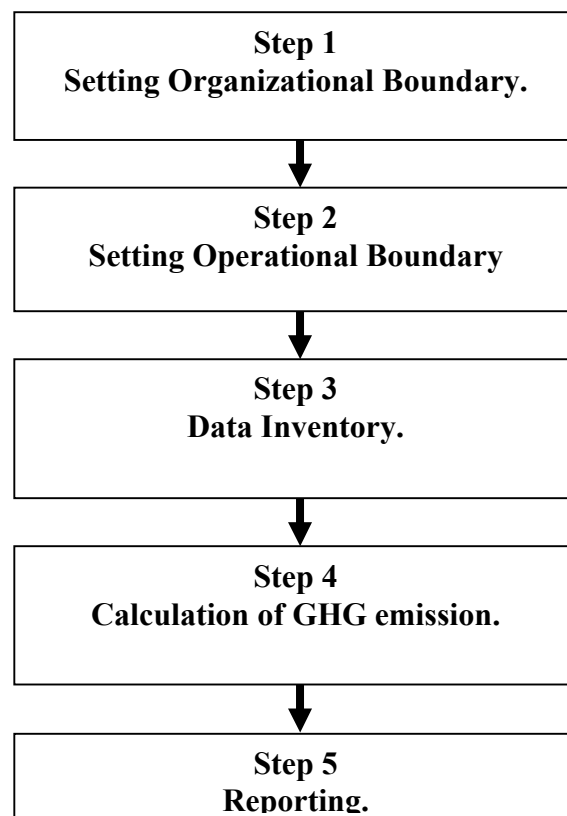 Step 1
Setting Organizational Boundary.
Step 2
Setting Operational Boundary
Step 3
Data Inventory.
Step 4
Calculation of GHG emission.
Step 5
Reporting.